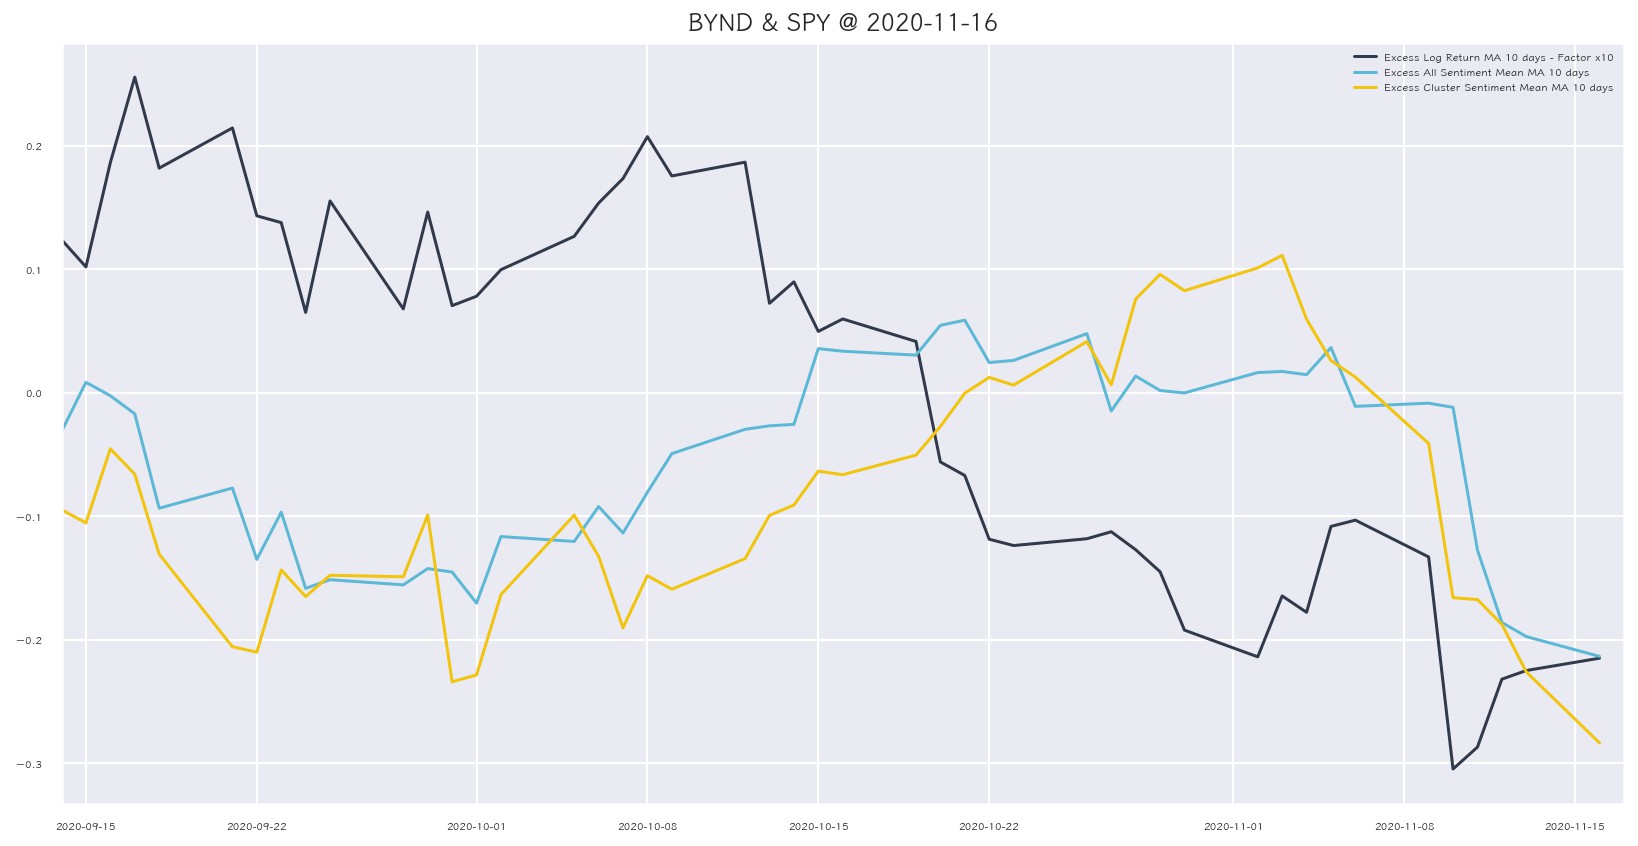 BYND & SPY @ 2020-11-16
Excess Log Return MA 10 days - Factor x10
Excess All Sentiment Mean MA 10 days
Excess Cluster Sentiment Mean MA 10 days
0.2
0.1
0.0
−0.1
−0.2
−0.3
2020-09-15 2020-09-22 2020-10-01 2020-10-08 2020-10-15 2020-10-22 2020-11-01 2020-11-08 2020-11-15